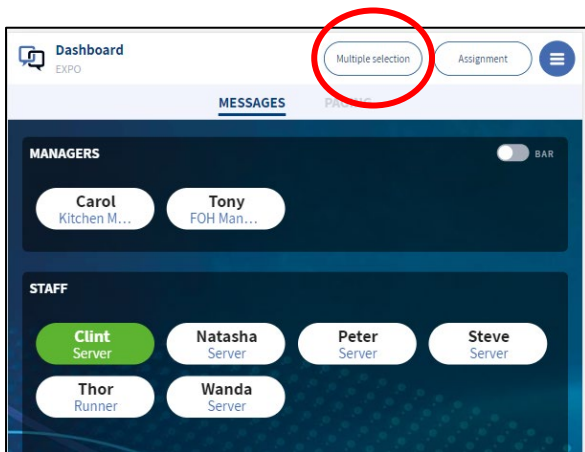 Dashboard
EXPO
Multiple selection
Assignment
MESSAGES
PAGING
MANAGERS
BAR
Carol
Kitchen M...
Tony
FOH Man...
STAFF
Clint
Server
Natasha
Server
Peter
Server
Steve
Server
Thor
Runner
Wanda
Server